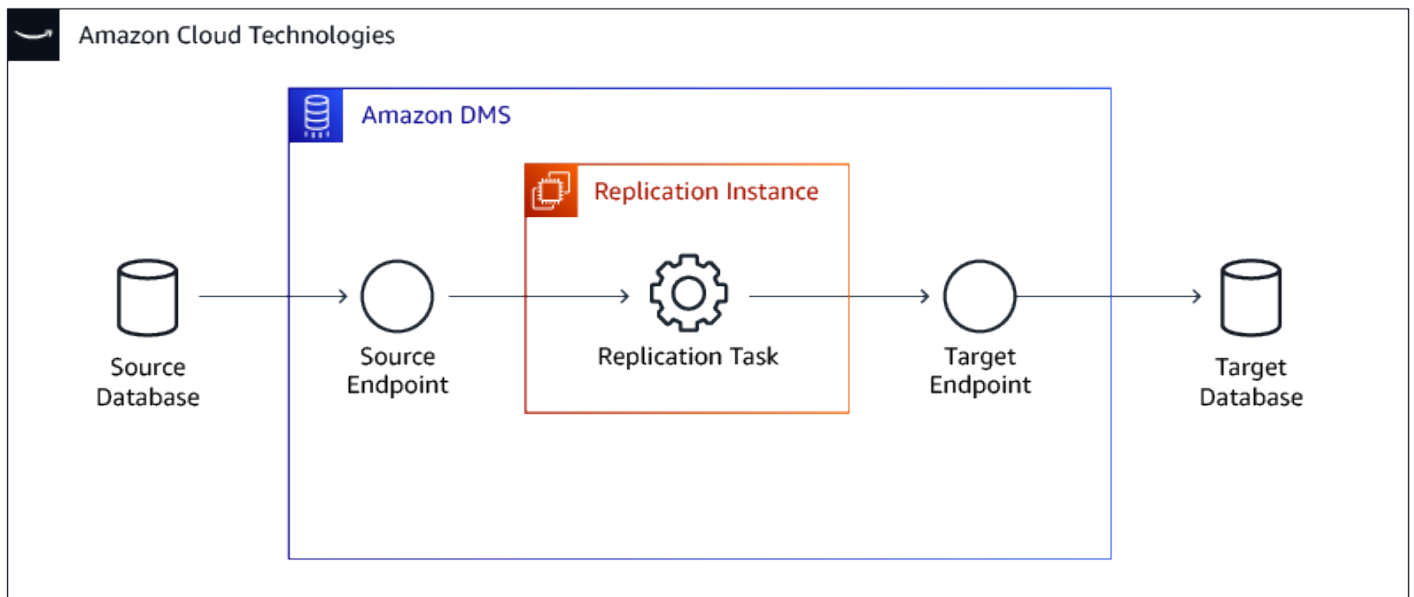 Amazon Cloud Technologies
Amazon DMS
Replication Instance
Source
Database
Source
Endpoint
Replication Task
Target
Endpoint
Target
Database